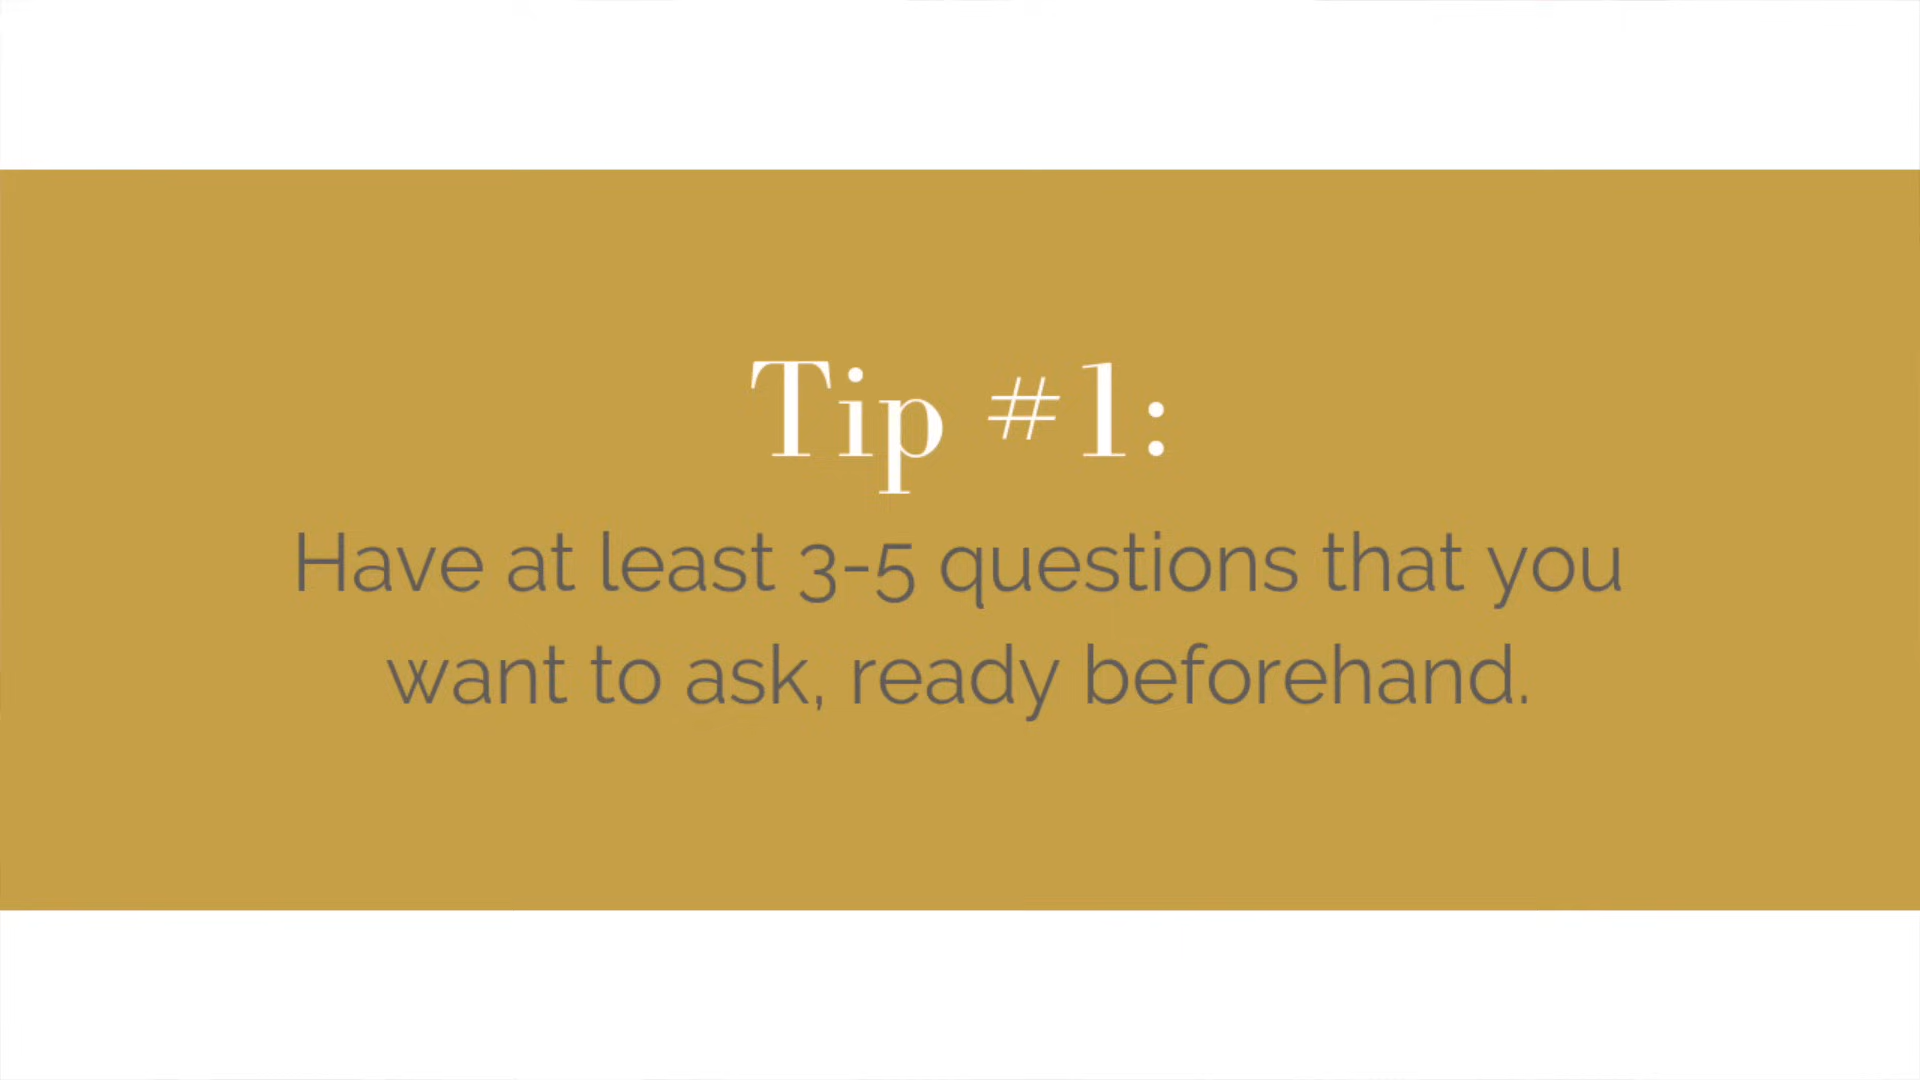 Tip #1:
Have at least 3-5 questions that you
want to ask, ready beforehand.